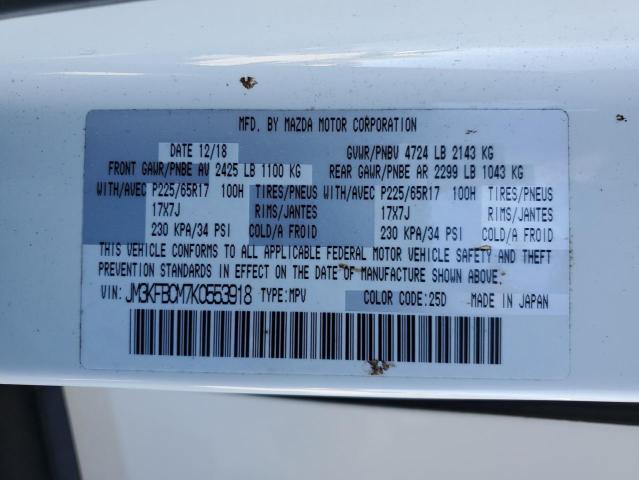 MFD. BY MAZDA MOTOR CORPORATION
DATE 12/18 GVWR/PNBV 4724 LB 2143 KG
FRONT GAWR/PNBE AV 2425 LB 1100 KG REAR GAWR/PNBE AR 2299 LB 1043 KG
WITH/AVEC P225/65R17 100H TIRES/PNEUS WITH/AVEC P225/65R17 100H TIRES/PNEUS
17X7J RIMS/JANTES 17X7J RIMS/JANTES
230 KPA/34 PSI COLD/A FROID 230 KPA/34 PSI COLD/A FROID
THIS VEHICLE CONFORMS TO ALL APPLICABLE FEDERAL MOTOR VEHICLE SAFETY AND THEFT
PREVENTION STANDARDS IN EFFECT ON THE DATE OF MANUFACTURE SHOWN ABOVE.
VIN: JM3KFBCM7K0553918 TYPE:MPV COLOR CODE:25D MADE IN JAPAN